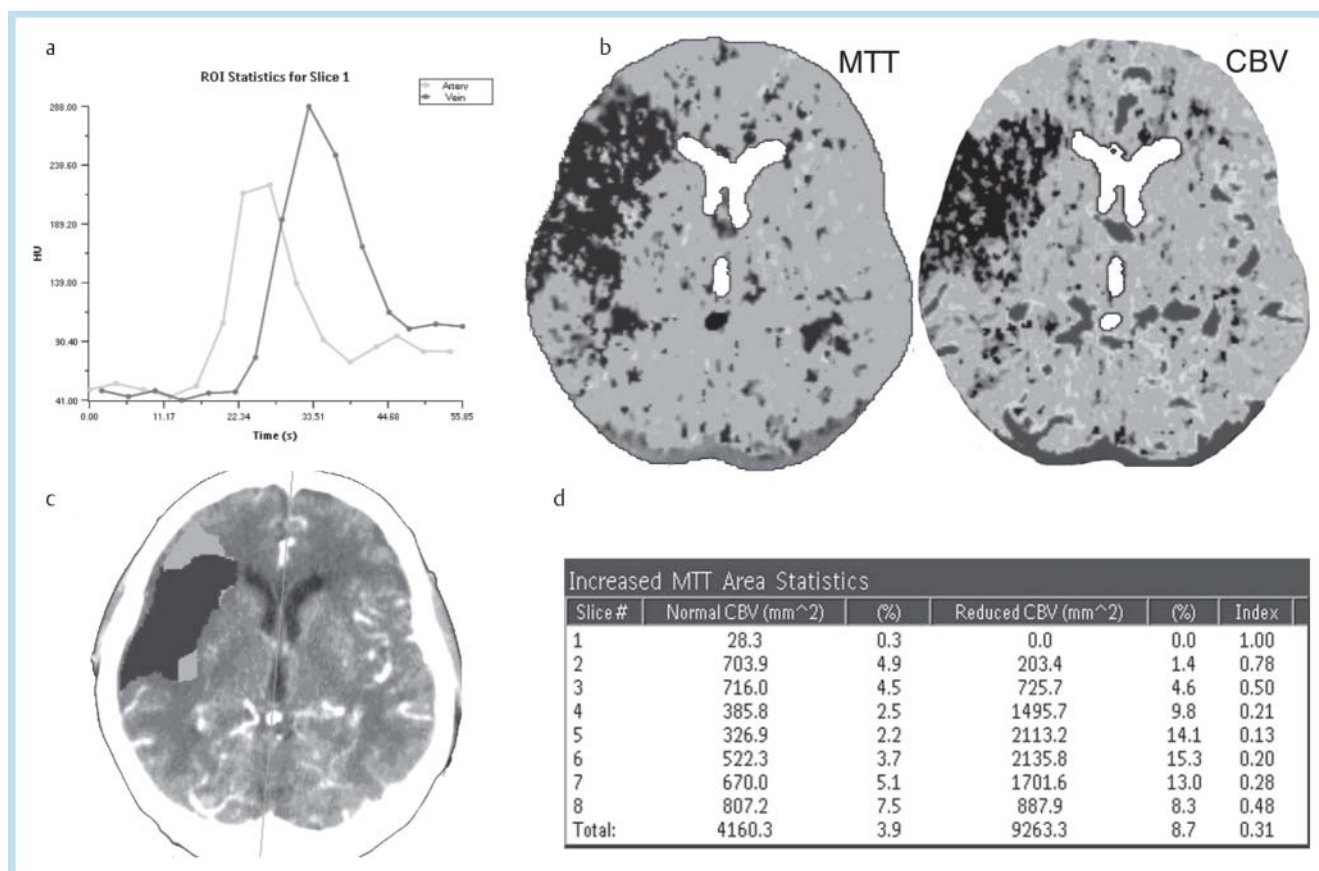 a
ROI Statistics for Slice 1
Artery
Vein
288.00
238.60
189.20
139.80
90.40
41.00
HU
0.00 11.17 22.34 33.51 44.68 55.85
Time (s)
b
MTT
CBV
c
d
Increased MTT Area Statistics
Slice # Normal CBV (mm^2) (%) Reduced CBV (mm^2) (%) Index
1 28.3 0.3 0.0 0.0 1.00
2 703.9 4.9 203.4 1.4 0.78
3 716.0 4.5 725.7 4.6 0.50
4 385.8 2.5 1495.7 9.8 0.21
5 326.9 2.2 2113.2 14.1 0.13
6 522.3 3.7 2135.8 15.3 0.20
7 670.0 5.1 1701.6 13.0 0.28
8 807.2 7.5 887.9 8.3 0.48
Total: 4160.3 3.9 9263.3 8.7 0.31